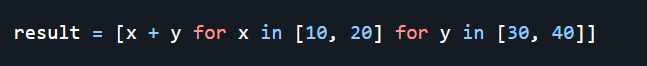 result = [x + y for x in [10, 20] for y in [30, 40]]